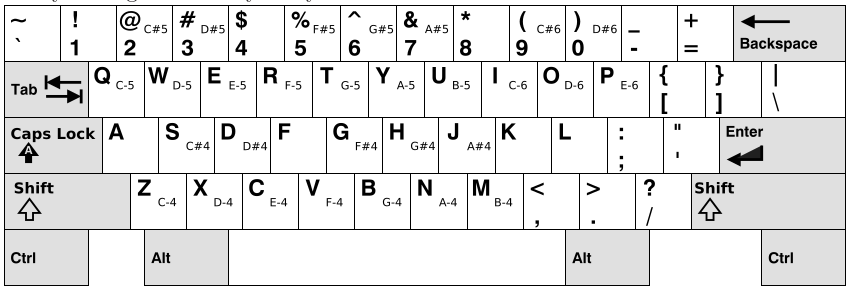 ~ ! @ # $ % ^ & * ( ) _ + 
` 1 2 C#5 3 D#5 4 5 F#5 6 G#5 7 A#5 8 9 C#6 0 D#6 - = Backspace
Tab Q C-5 W D-5 E E-5 R F-5 T G-5 Y A-5 U B-5 I C-6 O D-6 P E-6 { } |
[ ] \
Caps Lock A S C#4 D D#4 F G F#4 H G#4 J A#4 K L : " Enter
A ; '
Shift Z C-4 X D-4 C E-4 V F-4 B G-4 N A-4 M B-4 < > ? Shift
, . /
Ctrl Alt Alt Ctrl